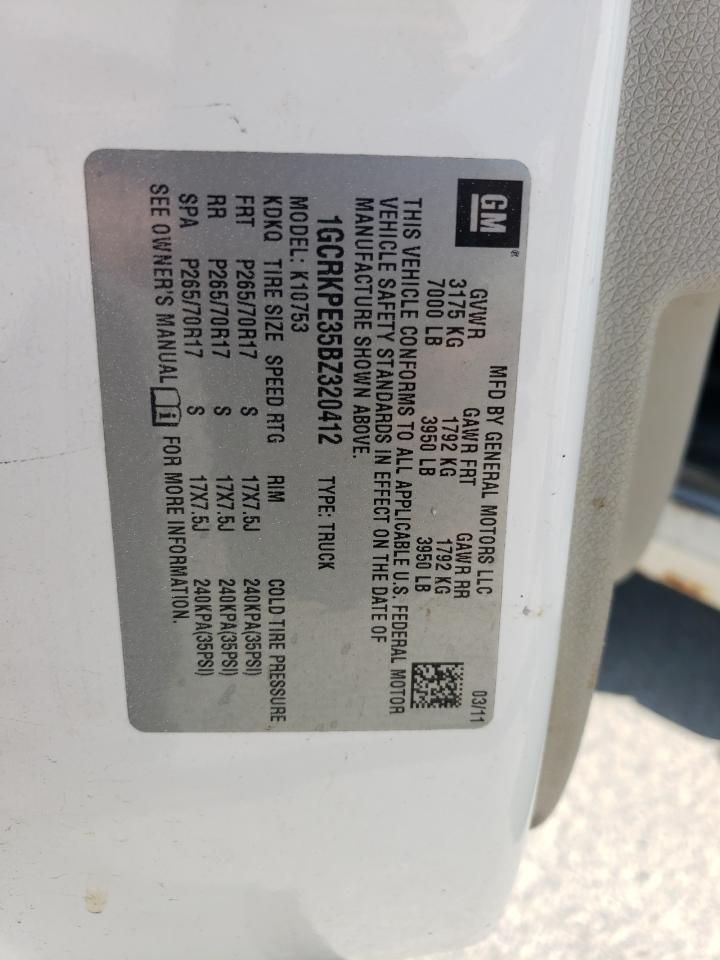 GM ®
MFD BY GENERAL MOTORS LLC 03/11
GVWR GAWR FRT GAWR RR
3175 KG 1792 KG 1792 KG
7000 LB 3950 LB 3950 LB
THIS VEHICLE CONFORMS TO ALL APPLICABLE U.S. FEDERAL MOTOR
VEHICLE SAFETY STANDARDS IN EFFECT ON THE DATE OF
MANUFACTURE SHOWN ABOVE.
1GCRKPE35BZ320412 TYPE: TRUCK
MODEL: K10753
KDKQ TIRE SIZE SPEED RTG RIM COLD TIRE PRESSURE
FRT P265/70R17 S 17X7.5J 240KPA(35PSI)
RR P265/70R17 S 17X7.5J 240KPA(35PSI)
SPA P265/70R17 S 17X7.5J 240KPA(35PSI)
SEE OWNER'S MANUAL FOR MORE INFORMATION.